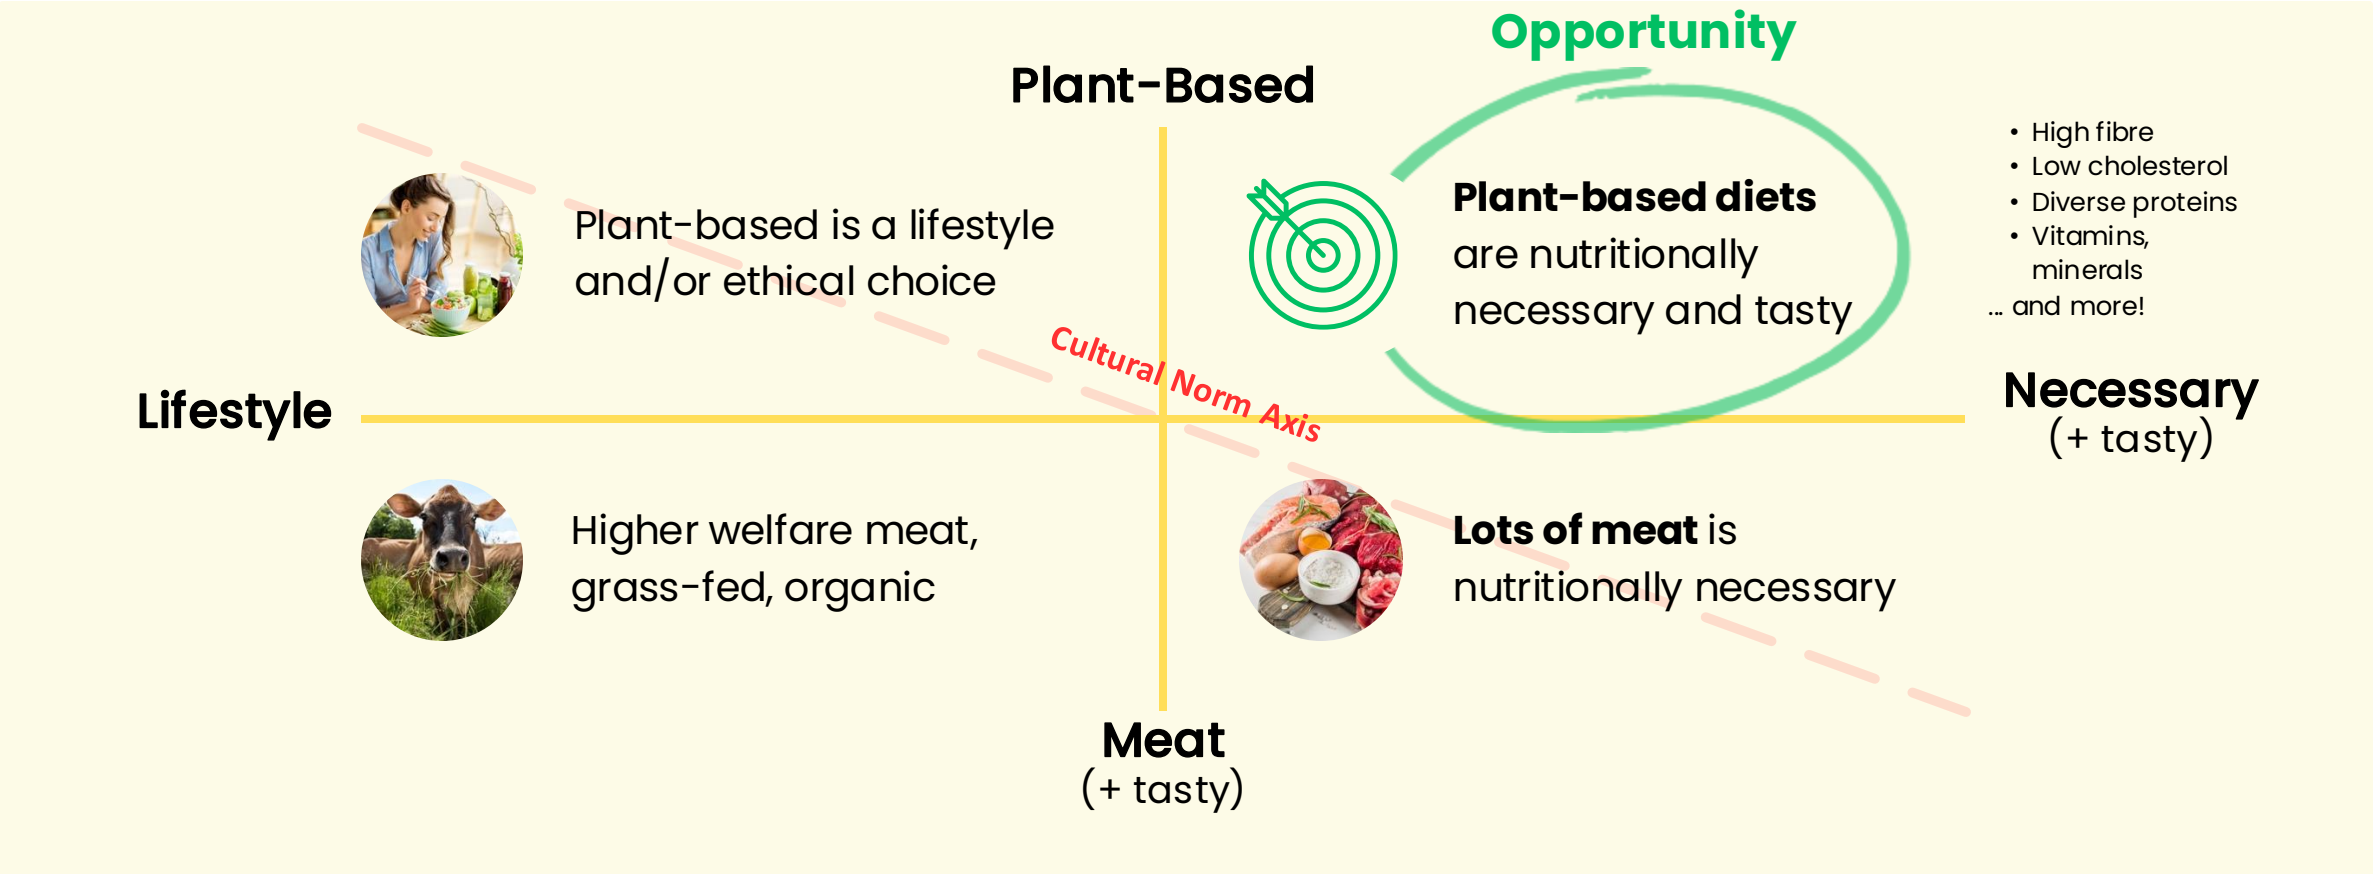 Opportunity
Plant-Based
• High fibre
• Low cholesterol
• Diverse proteins
• Vitamins,
minerals
... and more!
Plant-based is a lifestyle
and/or ethical choice
Plant-based diets
are nutritionally
necessary and tasty
Cultural Norm Axis
Lifestyle
Necessary
(+ tasty)
Higher welfare meat,
grass-fed, organic
Lots of meat is
nutritionally necessary
Meat
(+ tasty)